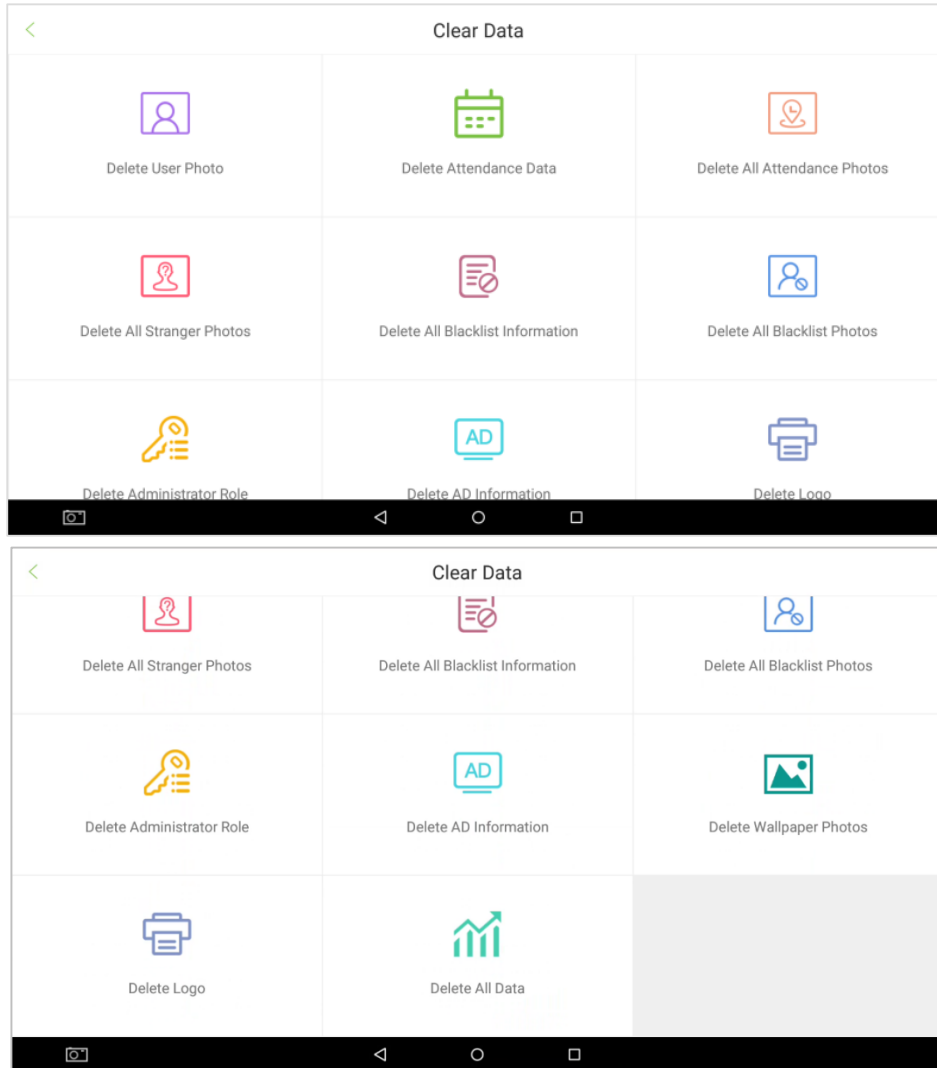 Clear Data
Delete User Photo
Delete Attendance Data
Delete All Attendance Photos
Delete All Stranger Photos
Delete All Blacklist Information
Delete All Blacklist Photos
AD
Delete Administrator Role
Delete AD Information
Delete Logo
Clear Data
Delete All Stranger Photos
Delete All Blacklist Information
Delete All Blacklist Photos
AD
Delete Administrator Role
Delete AD Information
Delete Wallpaper Photos
Delete Logo
Delete All Data